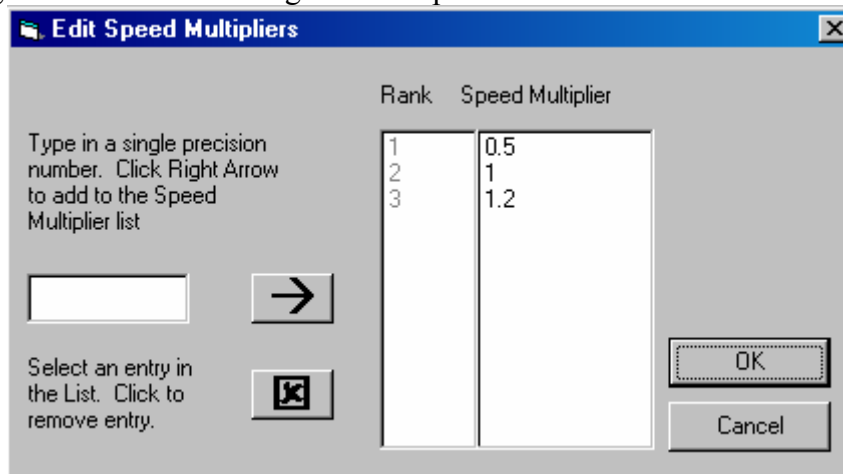 Edit Speed Multipliers
Rank Speed Multiplier
Type in a single precision
number. Click Right Arrow
to add to the Speed
Multiplier list
1 0.5
2 1
3 1.2
Select an entry in
the List. Click to
remove entry.
OK
Cancel